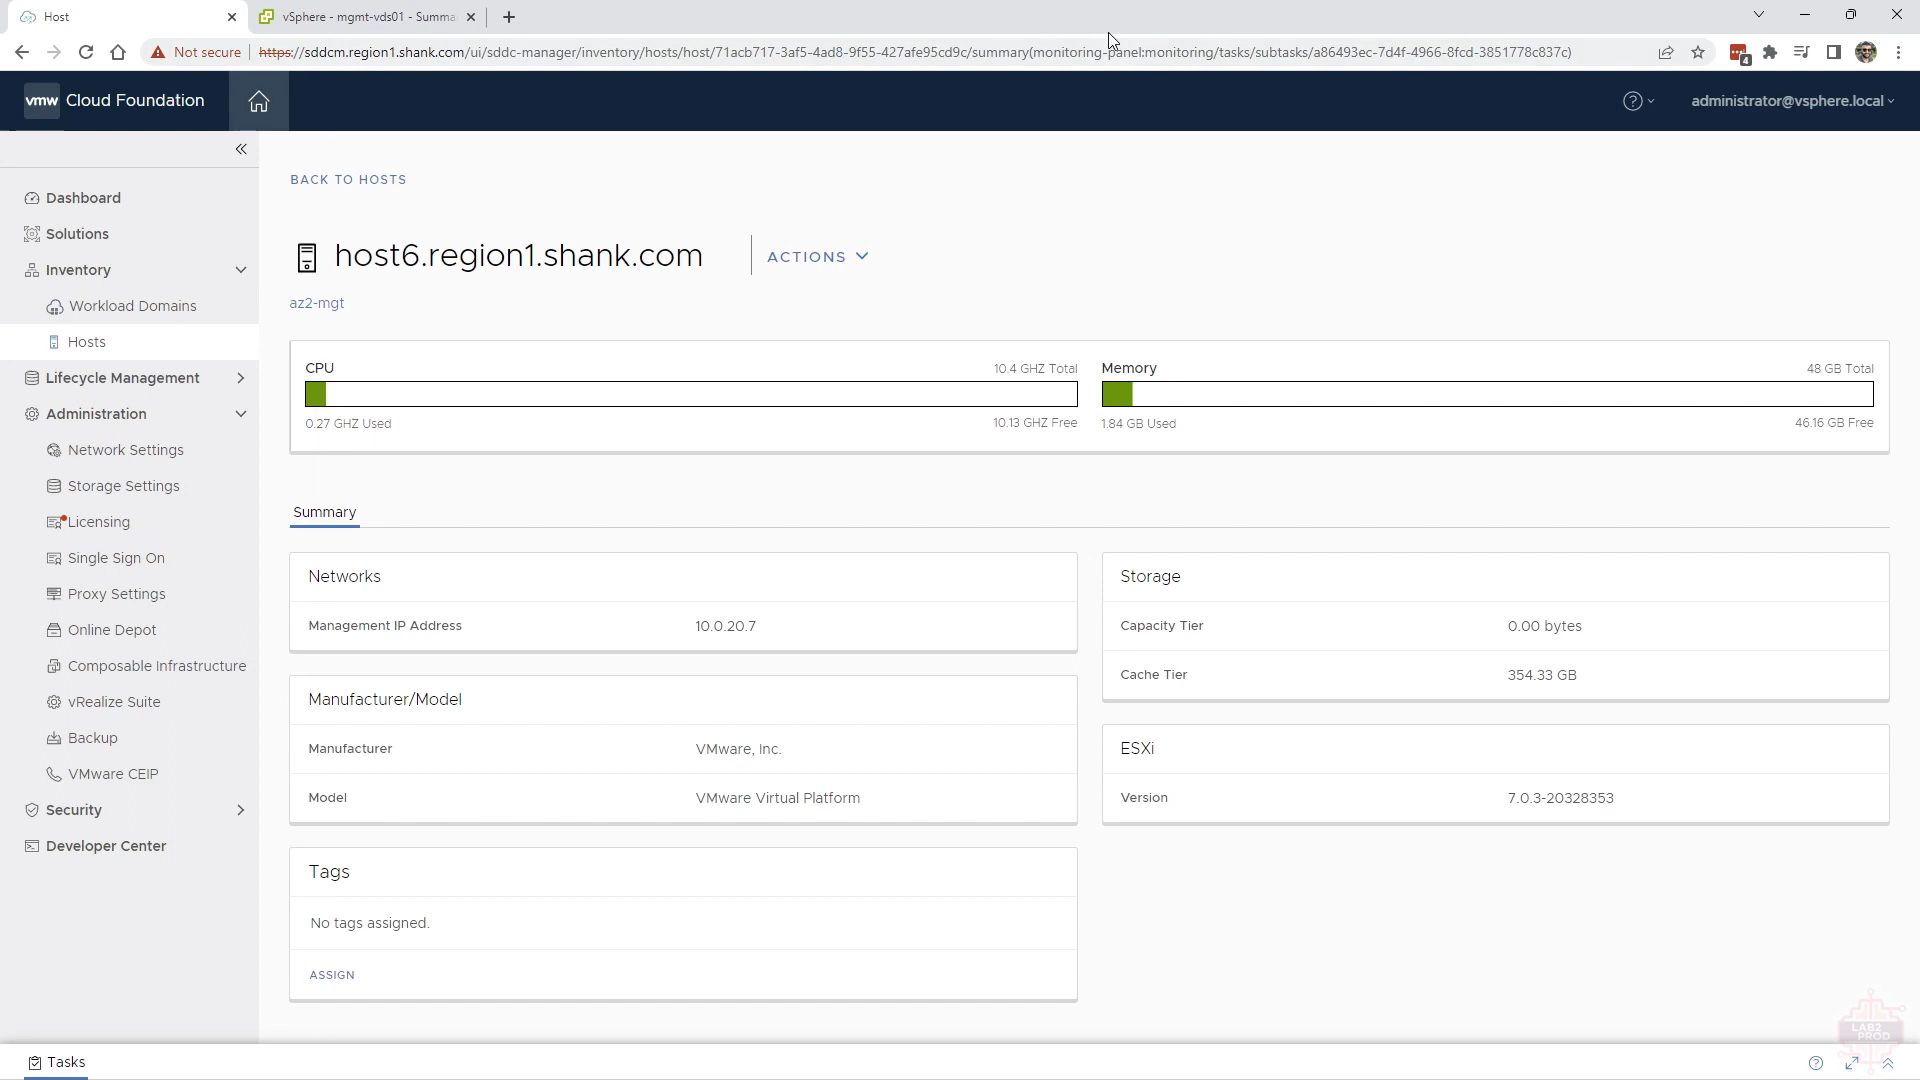 Host
vSphere - mgmt-vds01 - Summa
Not secure
https://sddcm.region1.shank.com/ui/sddc-manager/inventory/hosts/host/71acb717-3af5-4ad8-9f55-427afe95cd9c/summary(monitoring-panel:monitoring/tasks/subtasks/a86493ec-7d4f-4966-8fcd-3851778c837c)
4
vmw Cloud Foundation
administrator@vsphere.local
Dashboard
Solutions
Inventory
Workload Domains
Hosts
Lifecycle Management
Administration
Network Settings
Storage Settings
Licensing
Single Sign On
Proxy Settings
Online Depot
Composable Infrastructure
vRealize Suite
Backup
VMware CEIP
Security
Developer Center
BACK TO HOSTS
host6.region1.shank.com
ACTIONS
az2-mgt
CPU
10.4 GHZ Total
0.27 GHZ Used
10.13 GHZ Free
Memory
48 GB Total
1.84 GB Used
46.16 GB Free
Summary
Networks
Management IP Address
10.0.20.7
Manufacturer/Model
Manufacturer
VMware, Inc.
Model
VMware Virtual Platform
Tags
No tags assigned.
ASSIGN
Storage
Capacity Tier
0.00 bytes
Cache Tier
354.33 GB
ESXi
Version
7.0.3-20328353
LAB2
PROD
Tasks